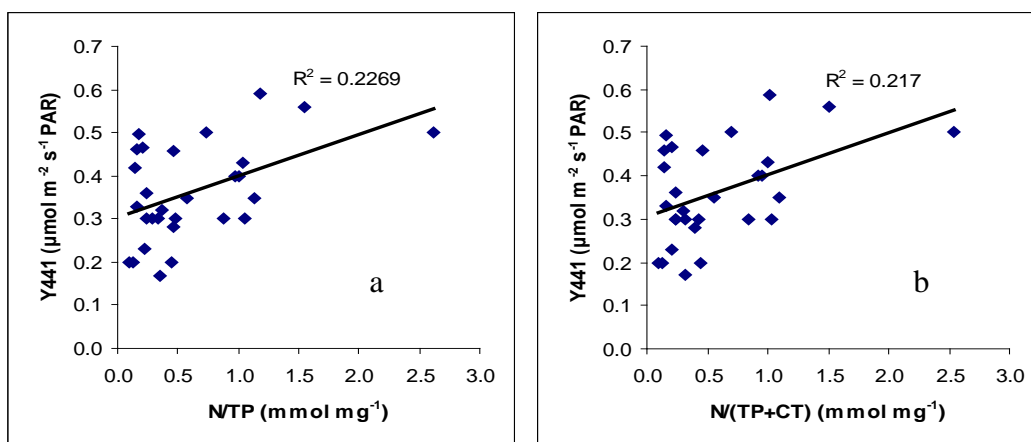 0.7
0.6
0.5
0.4
0.3
0.2
0.1
0.0
Y441 (µmol m⁻² s⁻¹ PAR)
R² = 0.2269
a
0.0 0.5 1.0 1.5 2.0 2.5 3.0
N/TP (mmol mg⁻¹)
0.7
0.6
0.5
0.4
0.3
0.2
0.1
0.0
Y441 (µmol m⁻² s⁻¹ PAR)
R² = 0.217
b
0.0 0.5 1.0 1.5 2.0 2.5 3.0
N/(TP+CT) (mmol mg⁻¹)